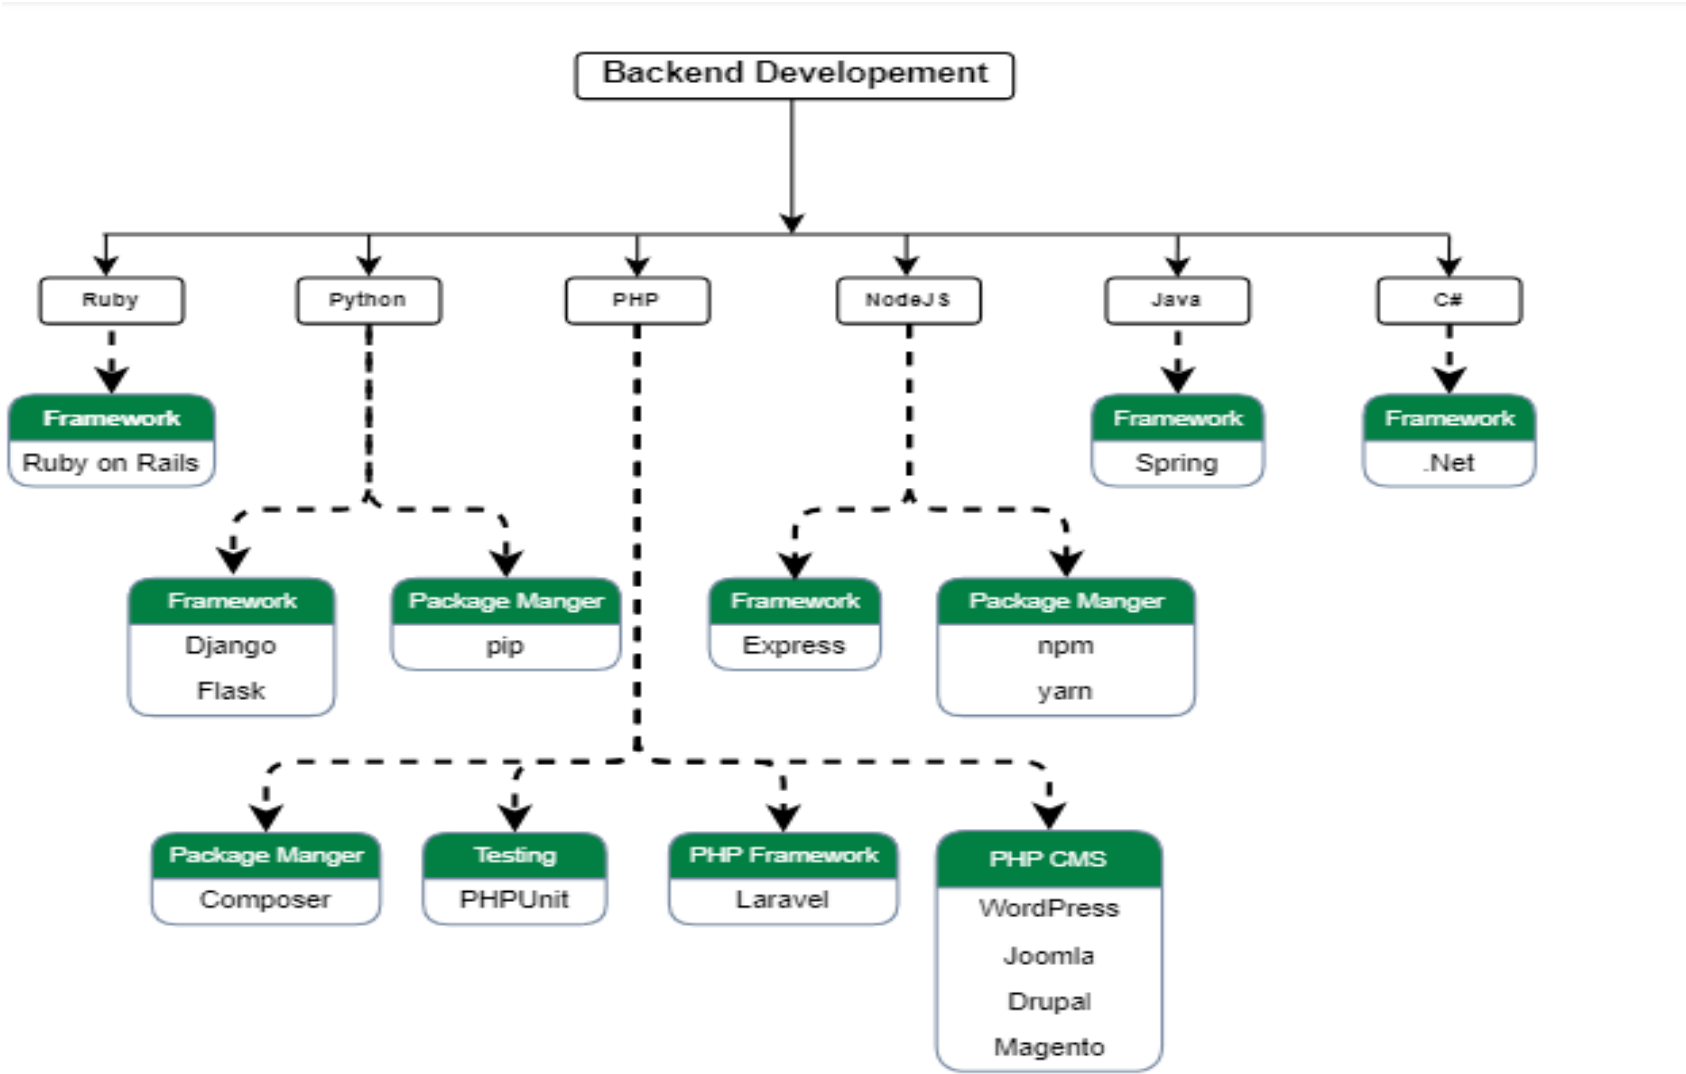 Backend Developement
Ruby
Python
PHP
NodeJS
Java
C#
Framework
Ruby on Rails
Framework
Spring
Framework
.Net
Framework
Django
Flask
Package Manger
pip
Framework
Express
Package Manger
npm
yarn
Package Manger
Composer
Testing
PHPUnit
PHP Framework
Laravel
PHP CMS
WordPress
Joomla
Drupal
Magento